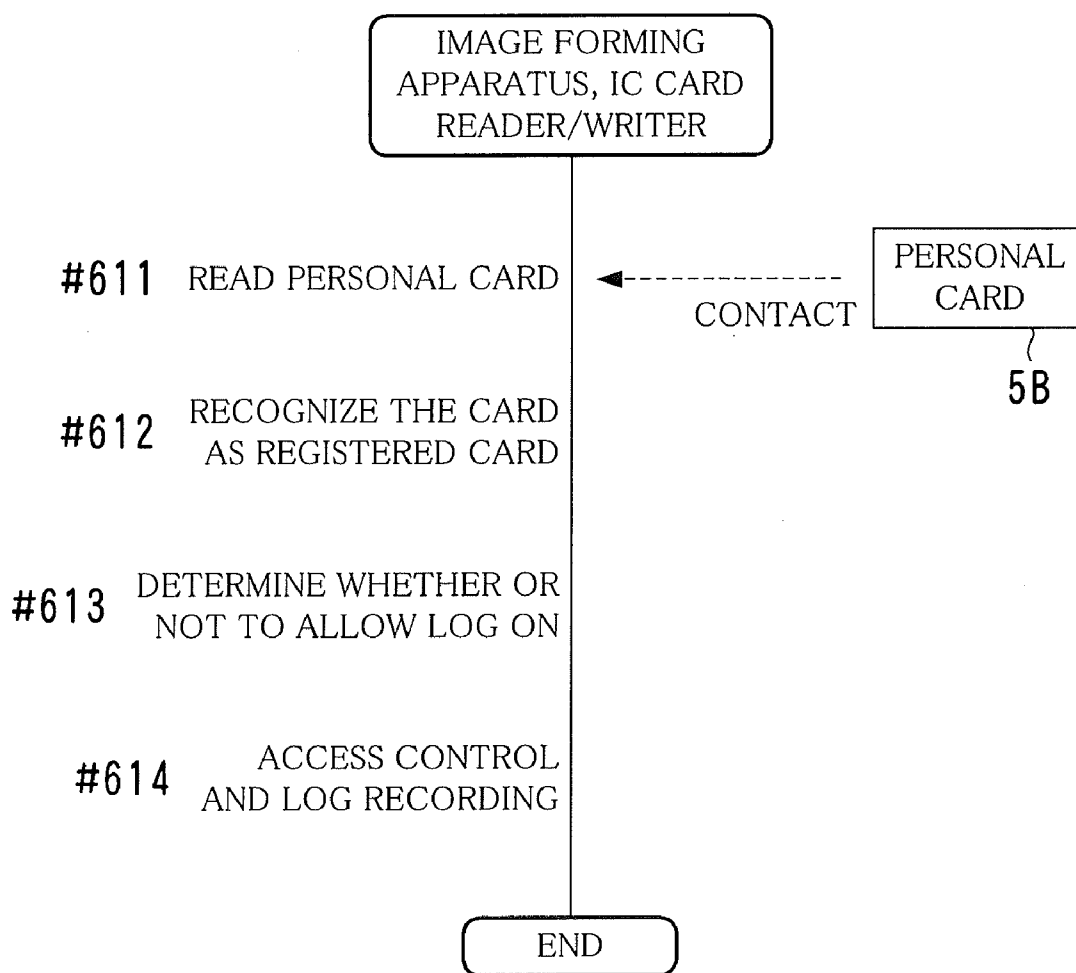 IMAGE FORMING
APPARATUS, IC CARD
READER/WRITER
#611 READ PERSONAL CARD
CONTACT
PERSONAL
CARD
5B
#612 RECOGNIZE THE CARD
AS REGISTERED CARD
#613 DETERMINE WHETHER OR
NOT TO ALLOW LOG ON
#614 ACCESS CONTROL
AND LOG RECORDING
END